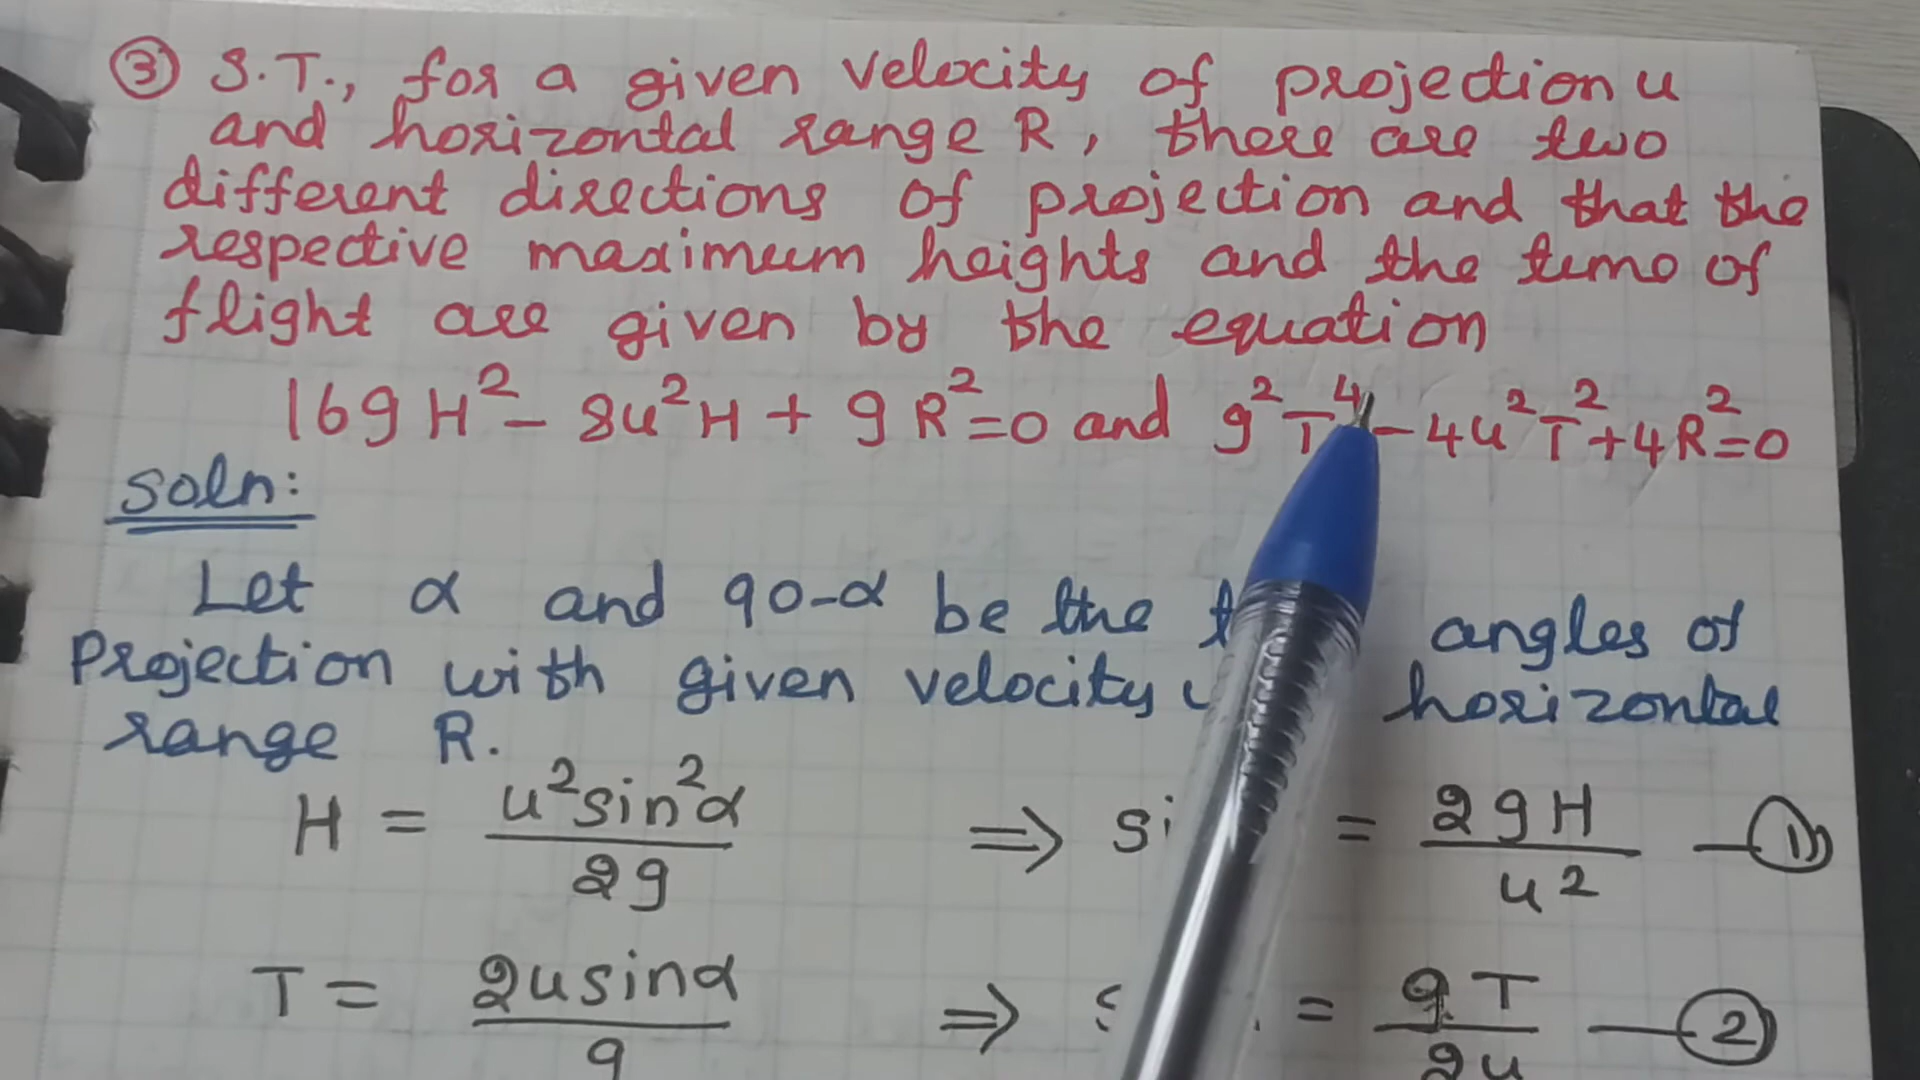 ③ S.T., for a given velocity of projection u
and horizontal range R, there are two
different directions of projection and that the
respective maximum heights and the time of
flight are given by the equation
16gH² - 8u²H + gR² = 0 and g²T⁴ - 4u²T² + 4R² = 0
Soln:
Let α and 90-α be the angles of
Projection with given velocity horizontal
range R.
H = u²sin²α / 2g ⇒ = 2gH / u² — ①
T = 2usinα / g ⇒ = gT / 2u — ②